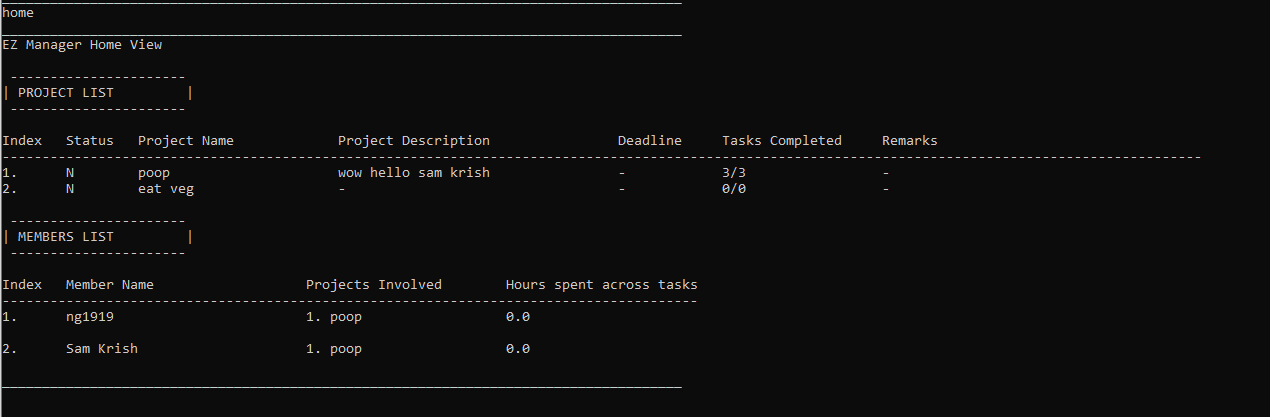 home
EZ Manager Home View
----------------------
| PROJECT LIST |
----------------------
Index Status Project Name Project Description Deadline Tasks Completed Remarks
1. N poop wow hello sam krish - 3/3 -
2. N eat veg - - 0/0 -
----------------------
| MEMBERS LIST |
----------------------
Index Member Name Projects Involved Hours spent across tasks
1. ng1919 1. poop 0.0
2. Sam Krish 1. poop 0.0